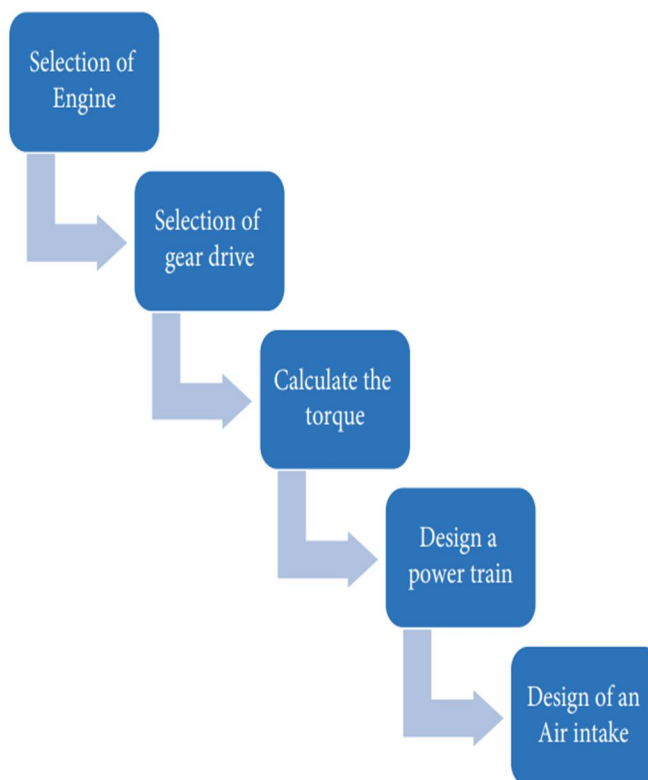 Selection of
Engine
Selection of
gear drive
Calculate the
torque
Design a
power train
Design of an
Air intake